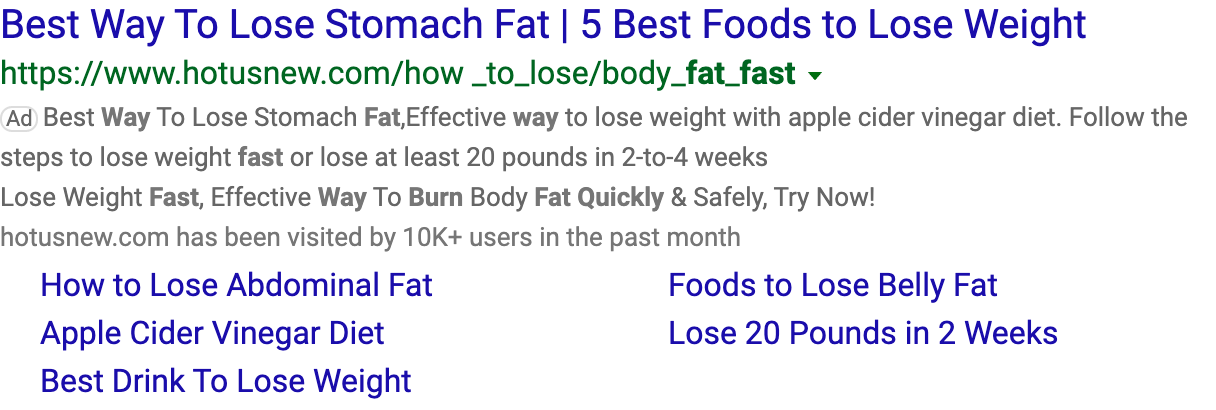 Best Way To Lose Stomach Fat | 5 Best Foods to Lose Weight
https://www.hotusnew.com/how _to_lose/body_fat_fast
Ad Best Way To Lose Stomach Fat,Effective way to lose weight with apple cider vinegar diet. Follow the
steps to lose weight fast or lose at least 20 pounds in 2-to-4 weeks
Lose Weight Fast, Effective Way To Burn Body Fat Quickly & Safely, Try Now!
hotusnew.com has been visited by 10K+ users in the past month
How to Lose Abdominal Fat
Foods to Lose Belly Fat
Apple Cider Vinegar Diet
Lose 20 Pounds in 2 Weeks
Best Drink To Lose Weight